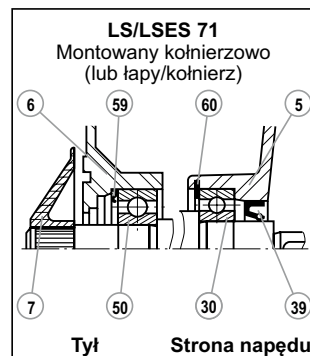 LS/LSES 71
Montowany kołnierzowo
(lub łapy/kołnierz)
6 59 60 5
7 50 30 39
Tył Strona napędu